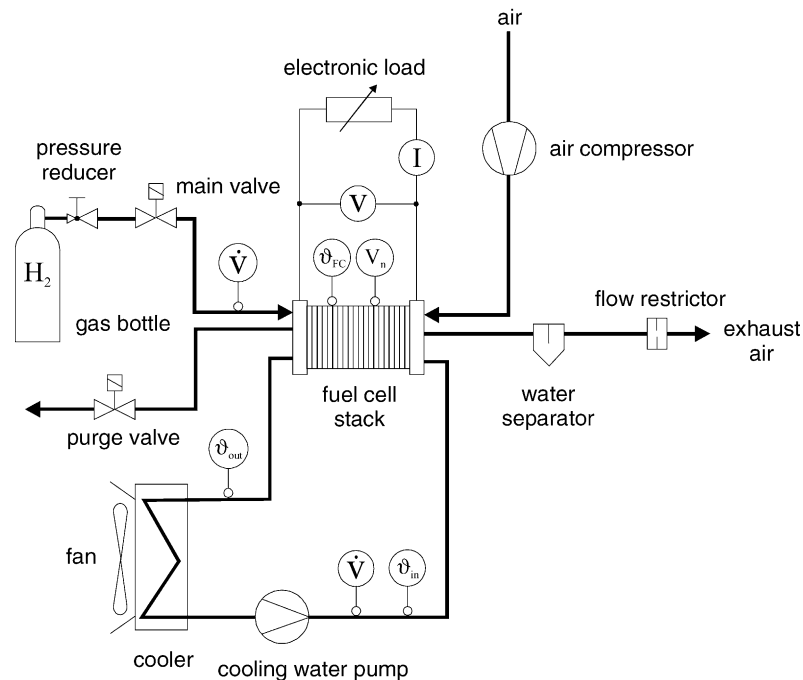 air
electronic load
pressure
reducer
main valve
I
air compressor
V
V̇
ϑFC
Vn
H2
gas bottle
flow restrictor
exhaust
air
fuel cell
stack
water
separator
purge valve
ϑout
fan
V̇
ϑin
cooler
cooling water pump